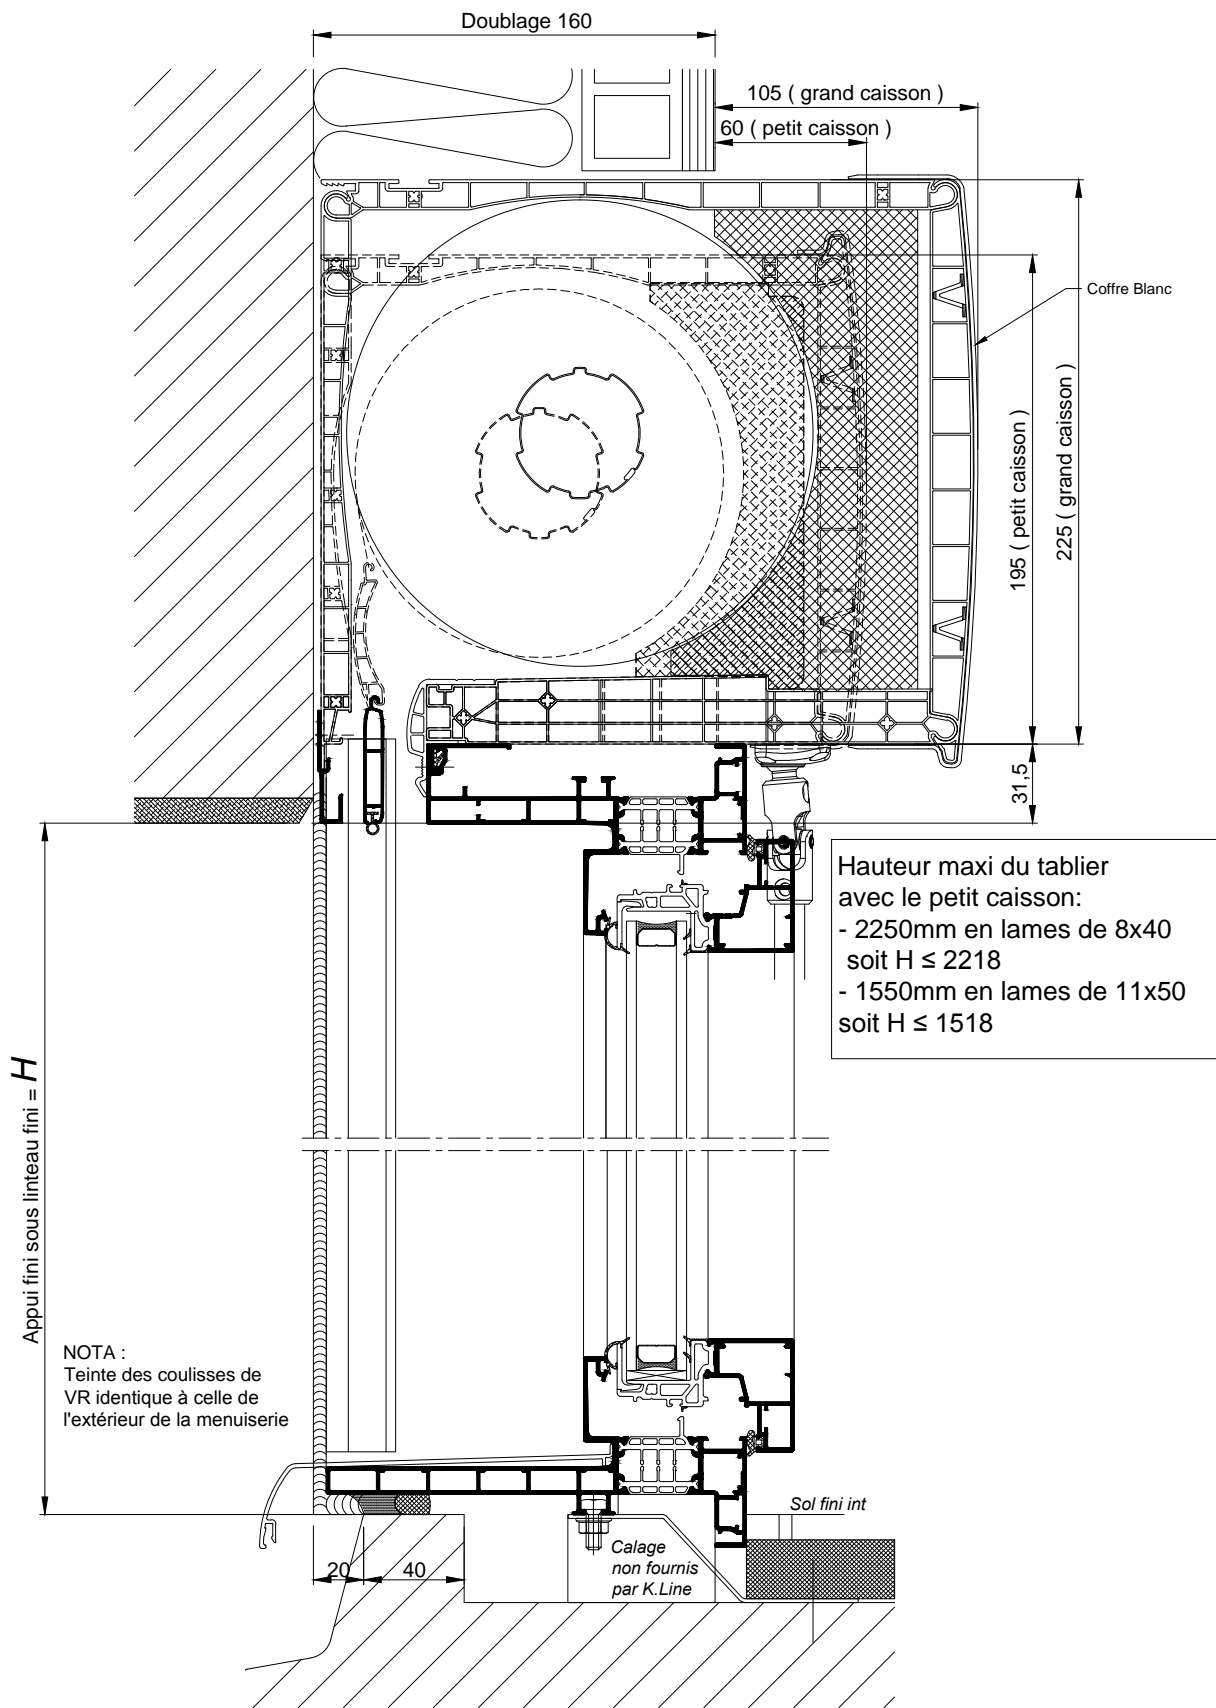 Doublage 160
105 ( grand caisson )
60 ( petit caisson )
Coffre Blanc
195 ( petit caisson )
225 ( grand caisson )
31,5
Hauteur maxi du tablier
avec le petit caisson:
- 2250mm en lames de 8x40
soit H ≤ 2218
- 1550mm en lames de 11x50
soit H ≤ 1518
Appui fini sous linteau fini = H
NOTA :
Teinte des coulisses de
VR identique à celle de
l'extérieur de la menuiserie
Sol fini int
Calage
non fournis
par K.Line
20
40